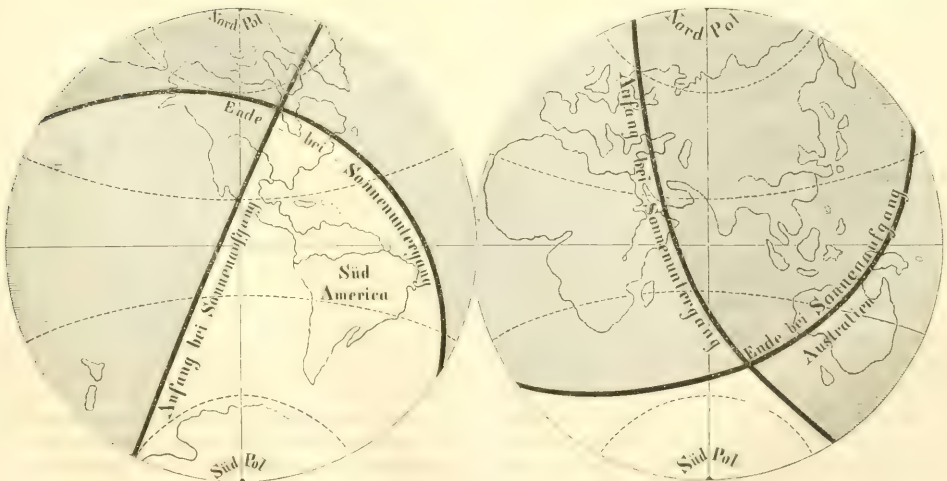 Nord Pol
Ende bei Sonnenuntergang
Anfang bei Sonnenaufgang
Süd
America
Süd Pol
Nord Pol
Anfang bei Sonnenuntergang
Ende bei Sonnenaufgang
Australien
Süd Pol